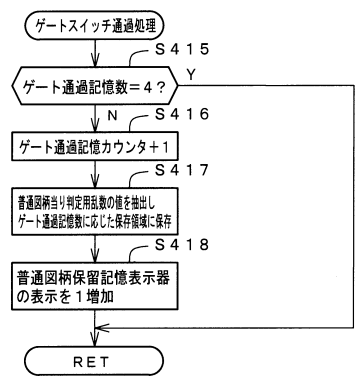 ゲートスイッチ通過処理
S415
ゲート通過記憶数=4?
Y
N
S416
ゲート通過記憶カウンタ+1
S417
普通図柄当り判定用乱数の値を抽出し
ゲート通過記憶数に応じた保存領域に保存
S418
普通図柄保留記憶表示器
の表示を1増加
RET